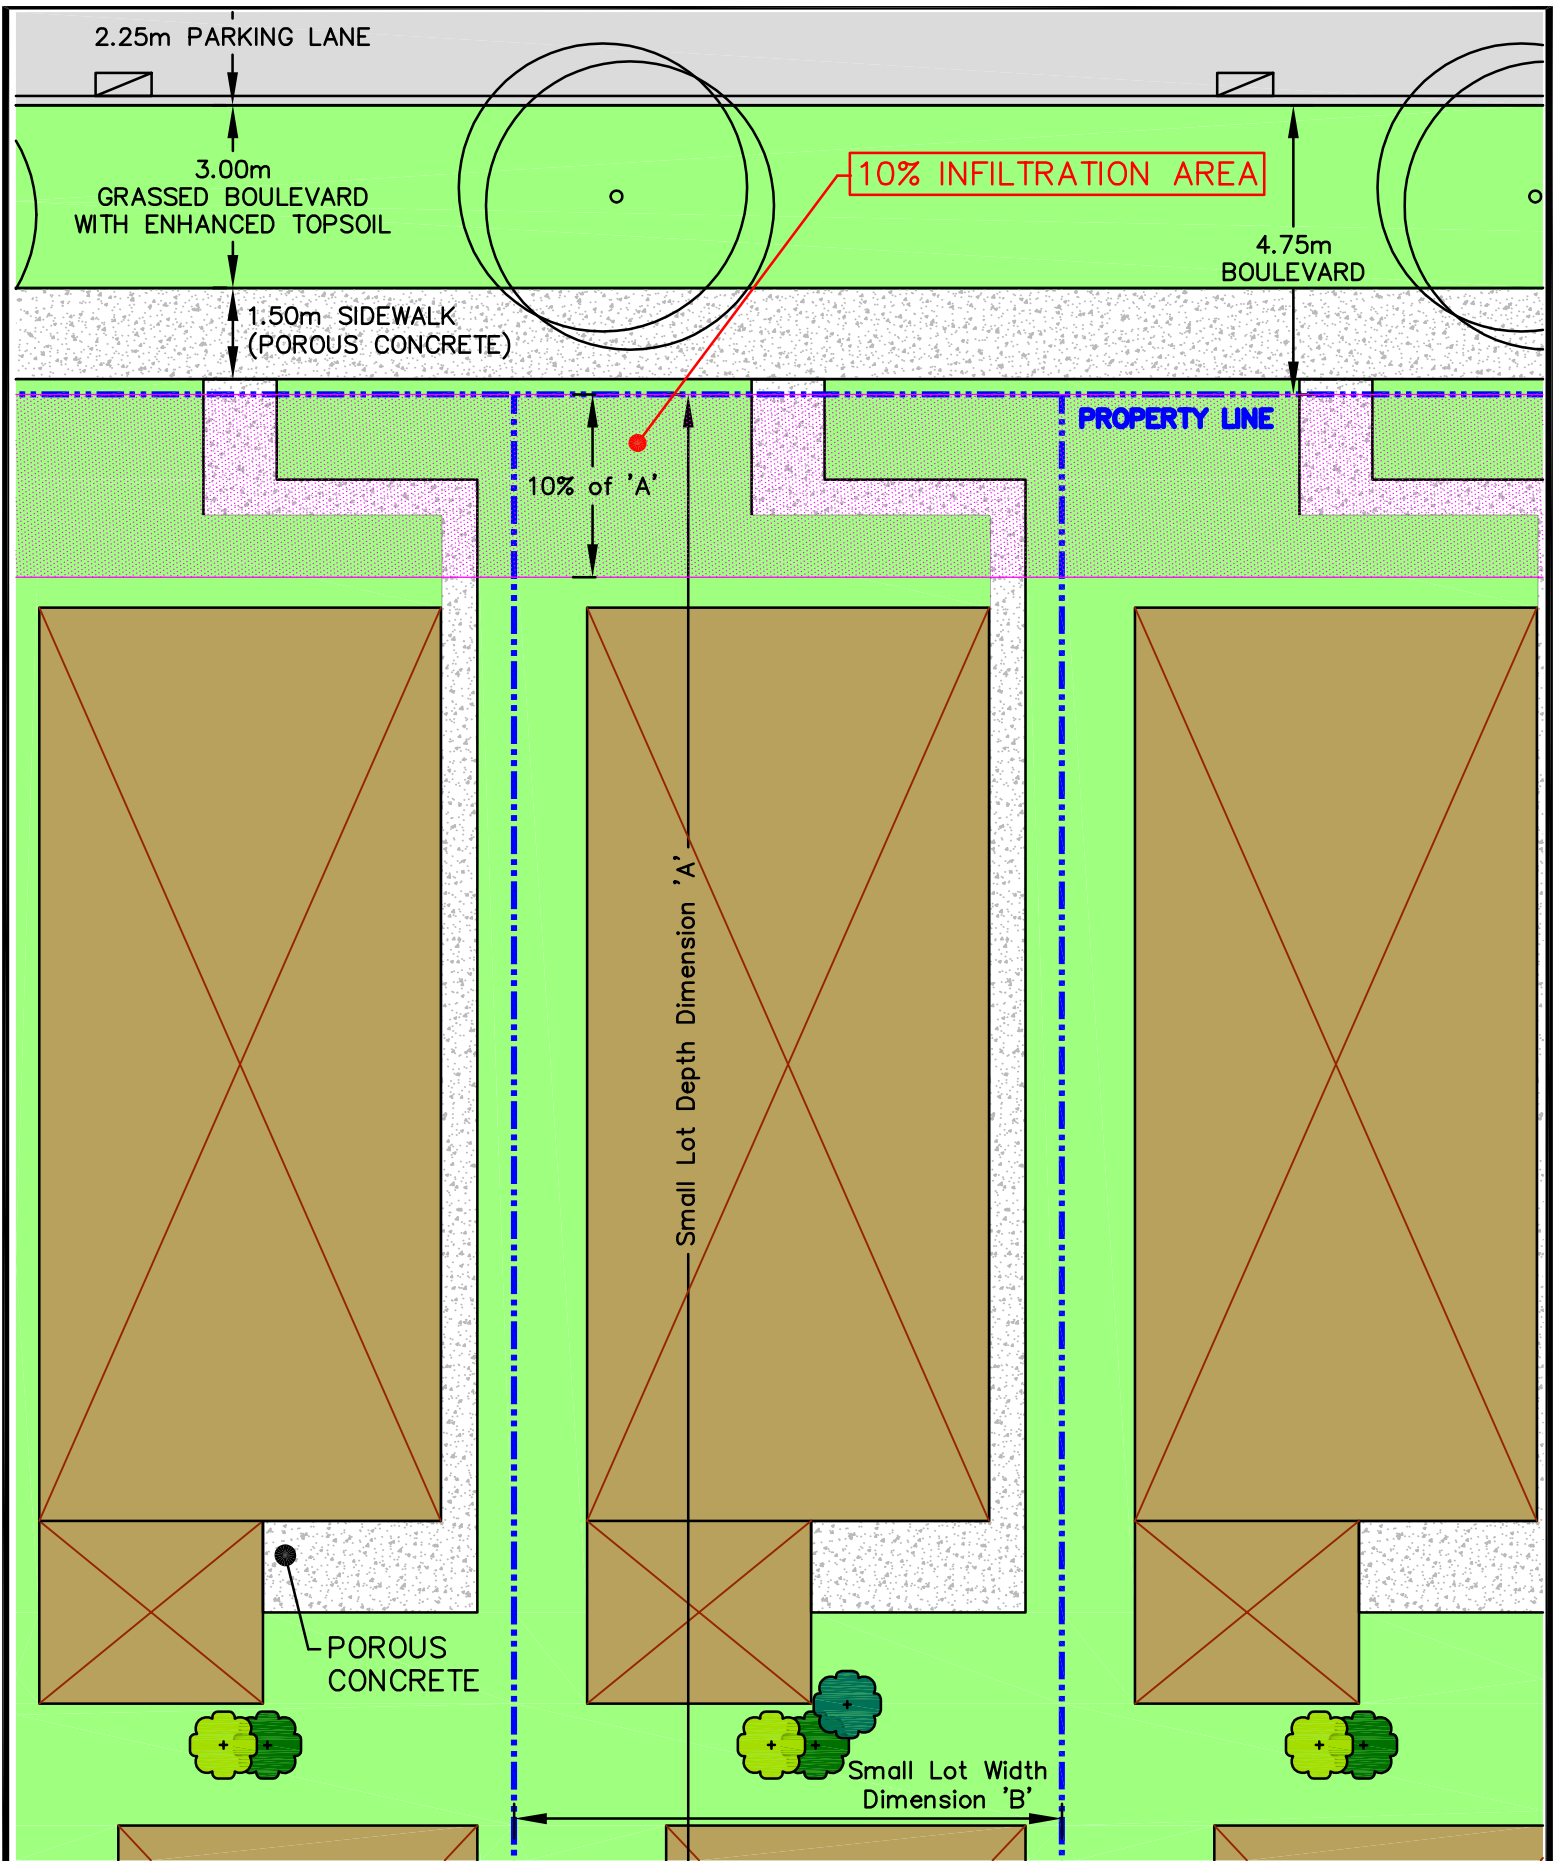 2.25m PARKING LANE
3.00m
GRASSED BOULEVARD
WITH ENHANCED TOPSOIL
10% INFILTRATION AREA
4.75m
BOULEVARD
1.50m SIDEWALK
(POROUS CONCRETE)
PROPERTY LINE
10% of 'A'
Small Lot Depth Dimension 'A'
POROUS
CONCRETE
Small Lot Width
Dimension 'B'